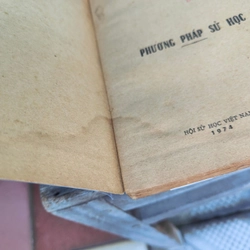 PHƯƠNG PHÁP SỬ HỌC
HỘI SỬ HỌC VIỆT NAM
1974